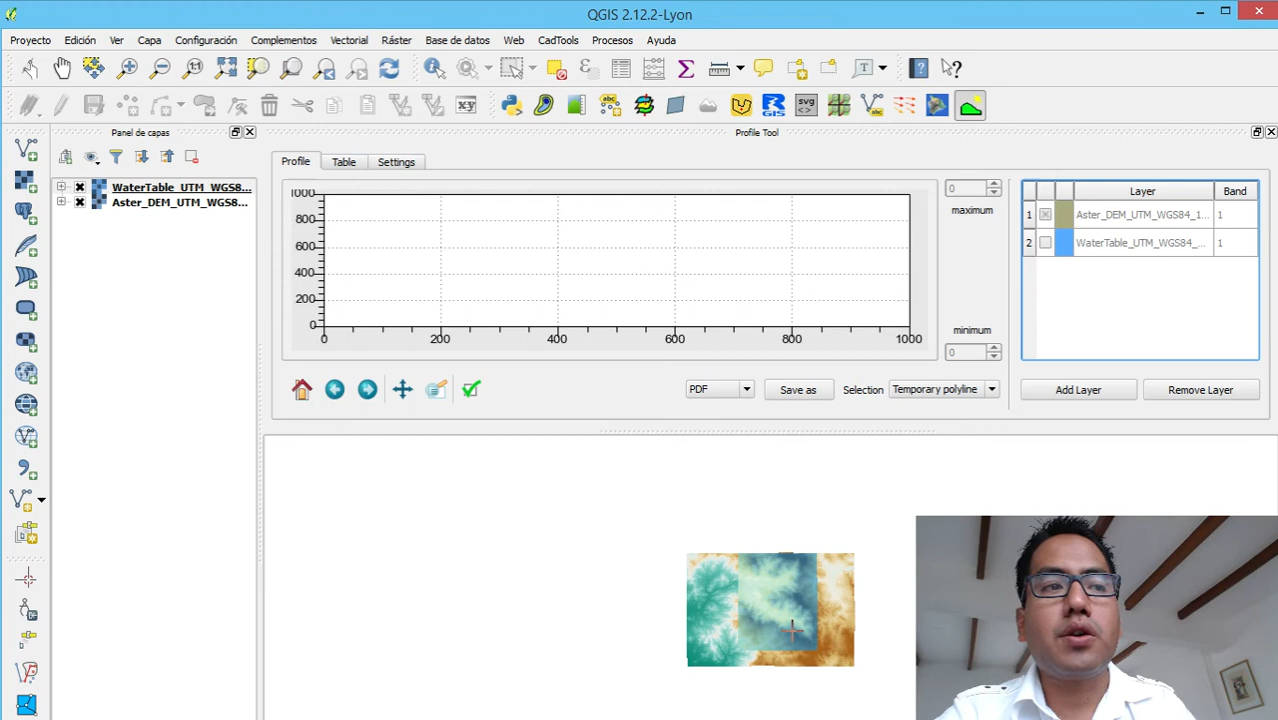 QGIS 2.12.2-Lyon
Proyecto Edición Ver Capa Configuración Complementos Vectorial Ráster Base de datos Web CadTools Procesos Ayuda
Panel de capas
Profile Tool
WaterTable_UTM_WGS8...
Aster_DEM_UTM_WGS8...
Profile Table Settings
1000
800
600
400
200
0
0 200 400 600 800 1000
0
maximum
minimum
0
Layer Band
1 Aster_DEM_UTM_WGS84_1... 1
2 WaterTable_UTM_WGS84_... 1
PDF Save as Selection Temporary polyline Add Layer Remove Layer